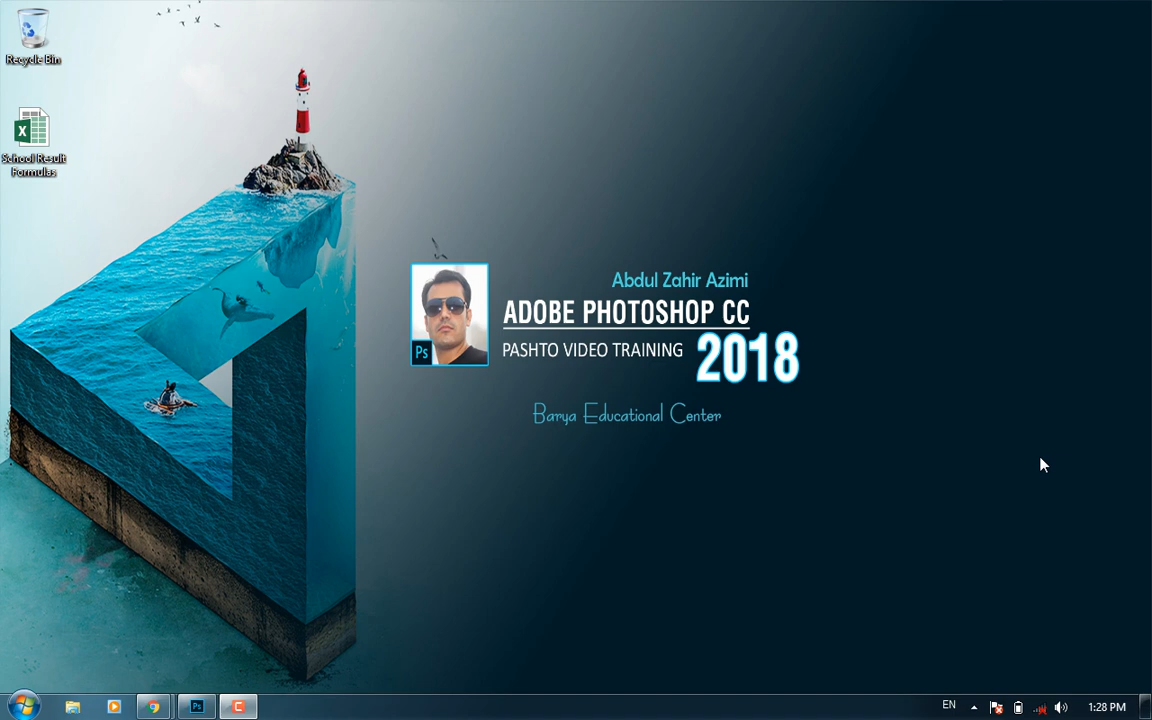 Recycle Bin
School Result
Formulas
Abdul Zahir Azimi
ADOBE PHOTOSHOP CC
PASHTO VIDEO TRAINING
2018
Ps
Barya Educational Center
Ps
EN
1:28 PM